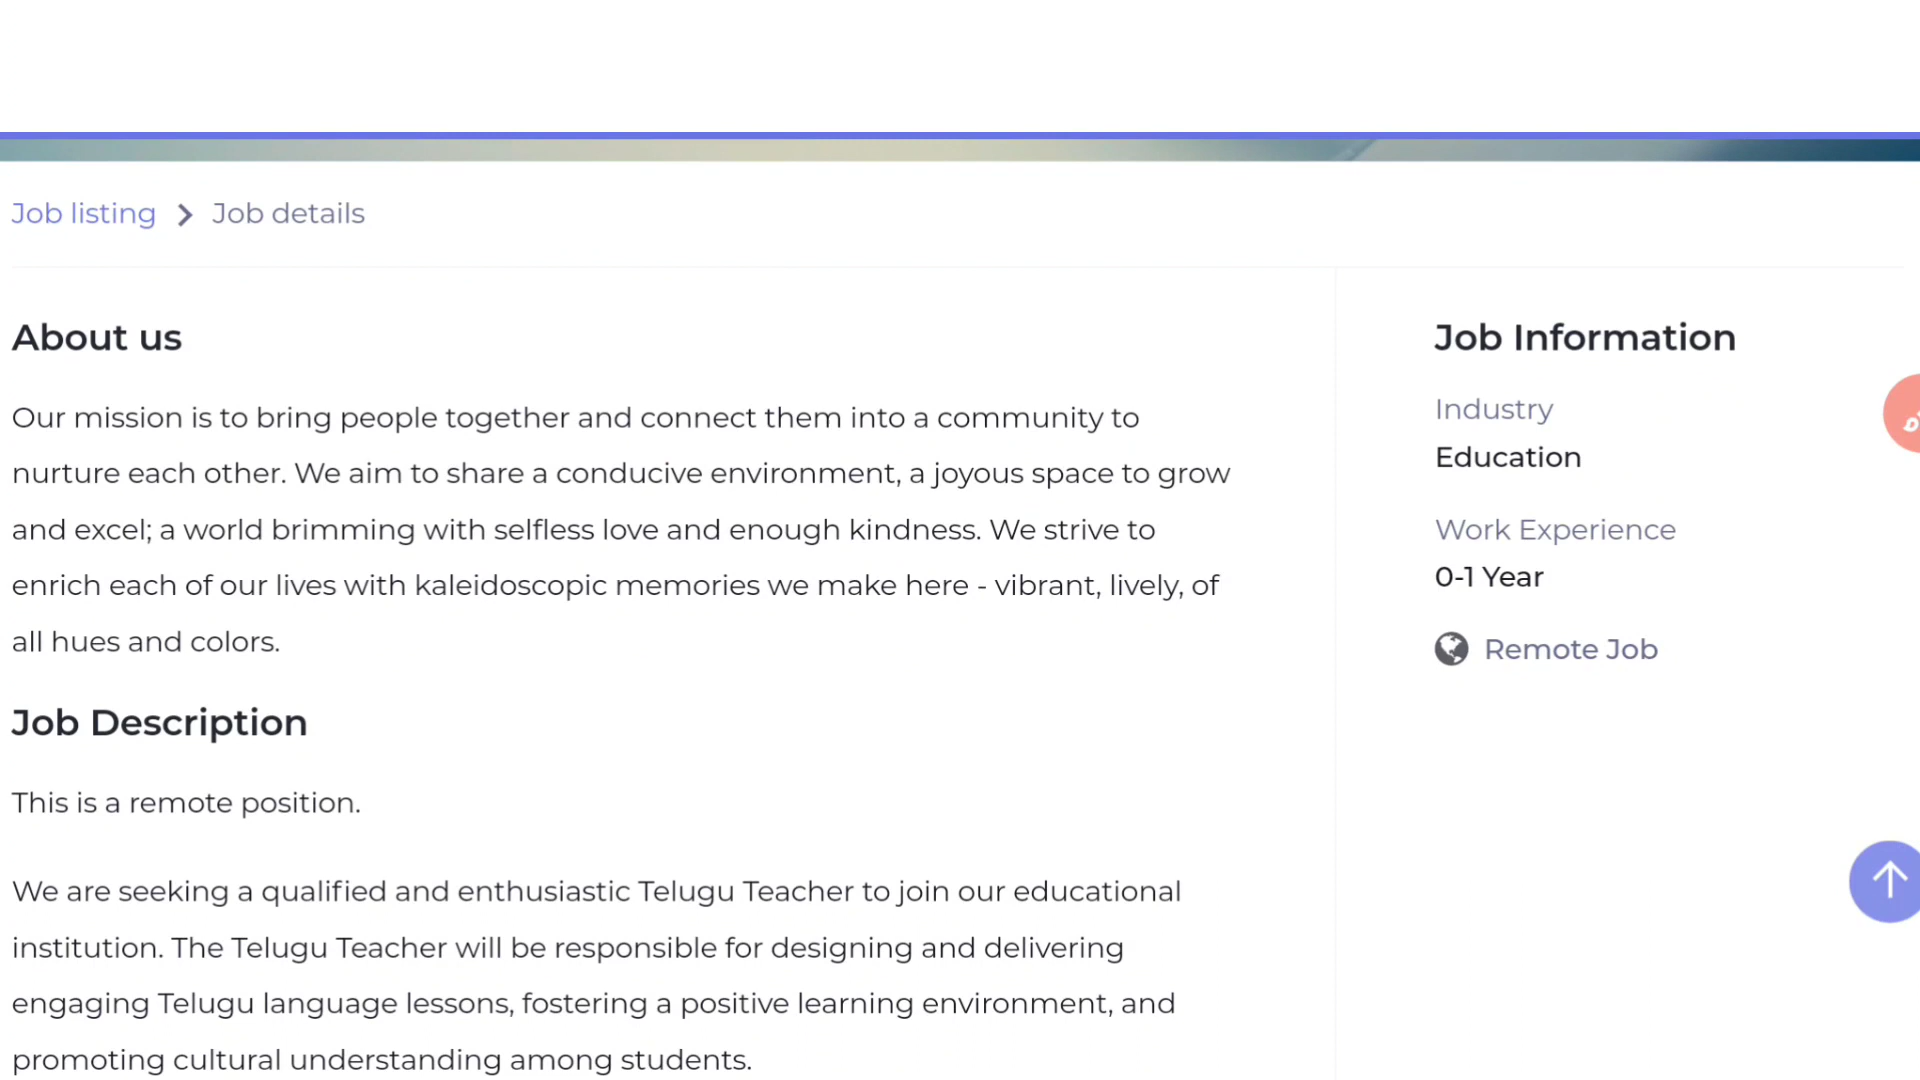 Job listing > Job details
About us
Our mission is to bring people together and connect them into a community to
nurture each other. We aim to share a conducive environment, a joyous space to grow
and excel; a world brimming with selfless love and enough kindness. We strive to
enrich each of our lives with kaleidoscopic memories we make here - vibrant, lively, of
all hues and colors.
Job Description
This is a remote position.
We are seeking a qualified and enthusiastic Telugu Teacher to join our educational
institution. The Telugu Teacher will be responsible for designing and delivering
engaging Telugu language lessons, fostering a positive learning environment, and
promoting cultural understanding among students.
Job Information
Industry
Education
Work Experience
0-1 Year
Remote Job